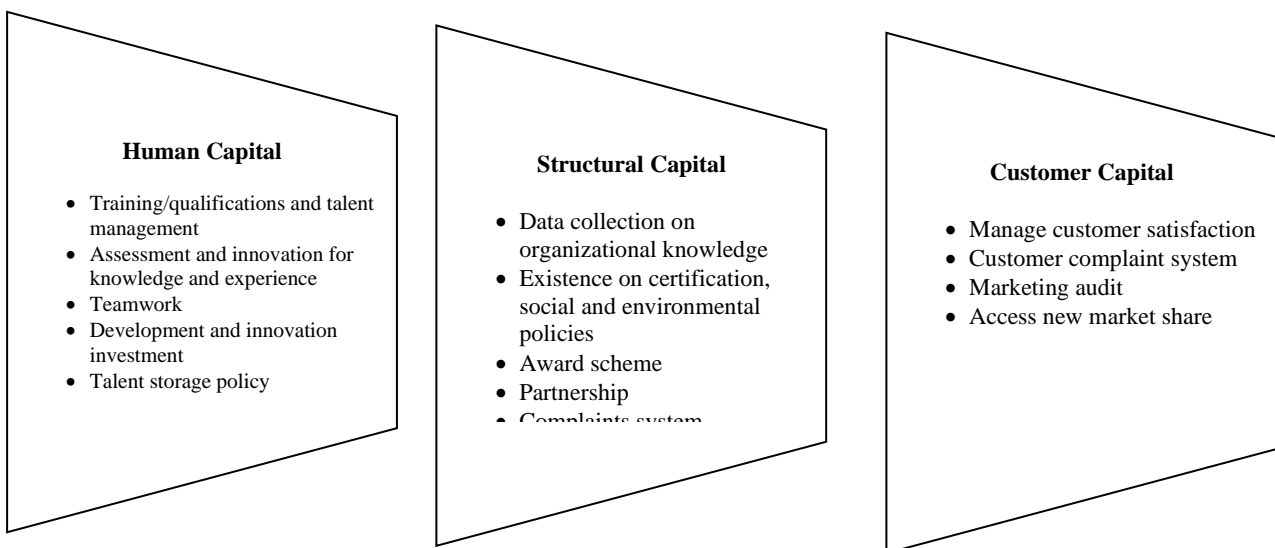 Human Capital
• Training/qualifications and talent
management
• Assessment and innovation for
knowledge and experience
• Teamwork
• Development and innovation
investment
• Talent storage policy
Structural Capital
• Data collection on
organizational knowledge
• Existence on certification,
social and environmental
policies
• Award scheme
• Partnership
• Complaints system
Customer Capital
• Manage customer satisfaction
• Customer complaint system
• Marketing audit
• Access new market share